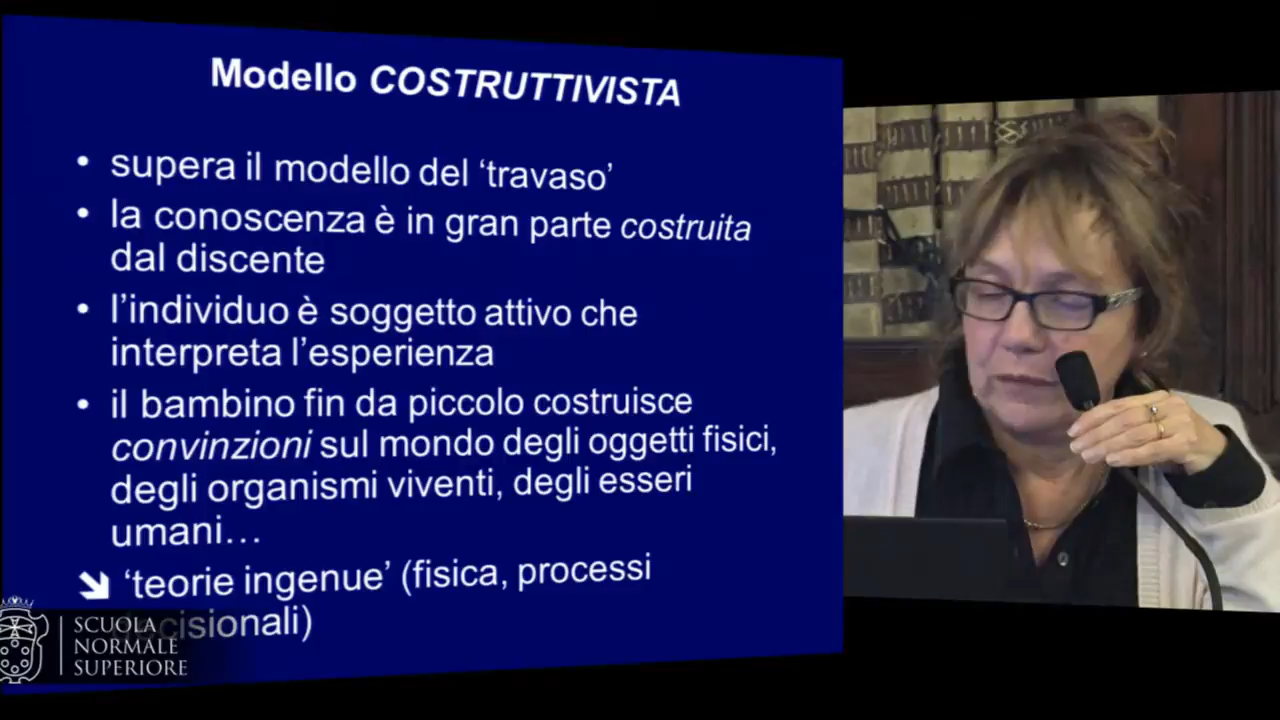 Modello COSTRUTTIVISTA
• supera il modello del ‘travaso’
• la conoscenza è in gran parte costruita
dal discente
• l’individuo è soggetto attivo che
interpreta l’esperienza
• il bambino fin da piccolo costruisce
convinzioni sul mondo degli oggetti fisici,
degli organismi viventi, degli esseri
umani…
‘teorie ingenue’ (fisica, processi
decisionali)
SCUOLA
NORMALE
SUPERIORE